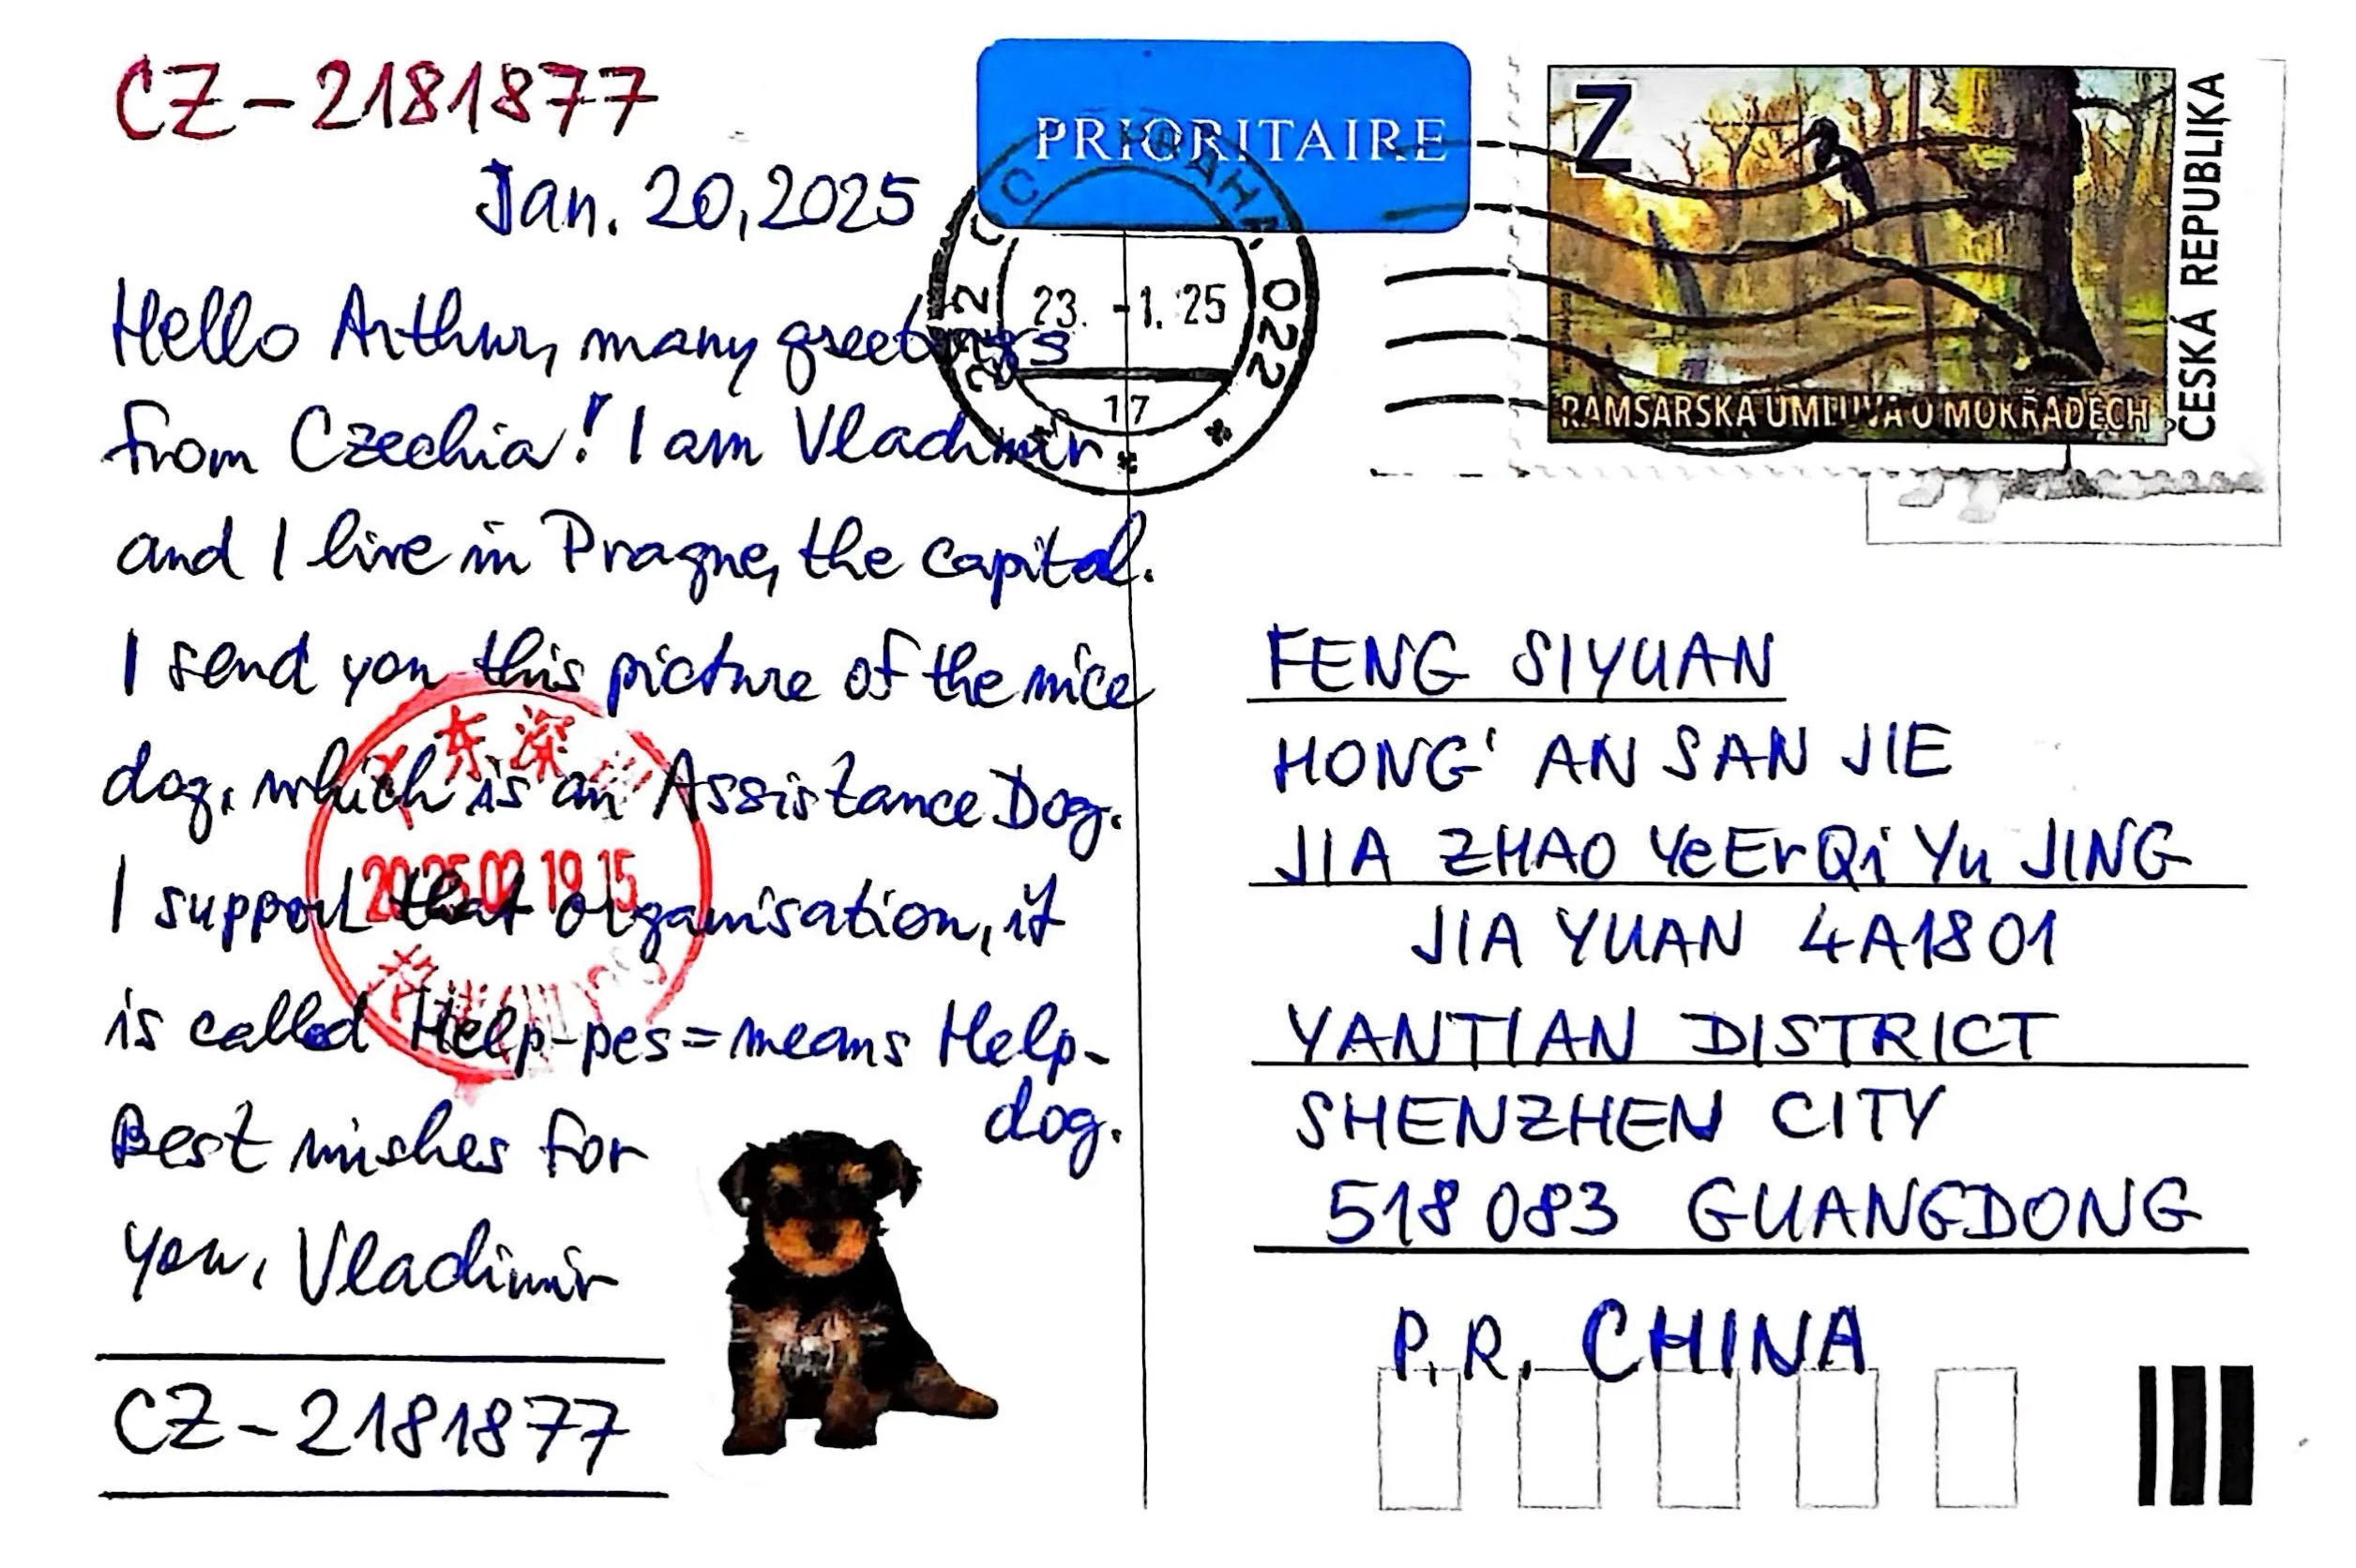 CZ-2181877
Jan. 20, 2025
Hello Arthur, many greetings
from Czechia! I am Vladimir
and I live in Prague, the capital.
I send you this picture of the nice
dog, which is an Assistance Dog.
I support that organisation, it
is called Help-pes = means Help-
dog.
Best wishes for
you, Vladimir
CZ-2181877
PRIORITAIRE
PRAHA 022
23. -1. 25
17
Z
ČESKÁ REPUBLIKA
RAMSARSKÁ ÚMLUVA O MOKŘADECH
东 深
2025.02.19.15
FENG SIYUAN
HONG' AN SAN JIE
JIA ZHAO YeErQi Yu JING
JIA YUAN 4A1801
YANTIAN DISTRICT
SHENZHEN CITY
518 083 GUANGDONG
P.R. CHINA